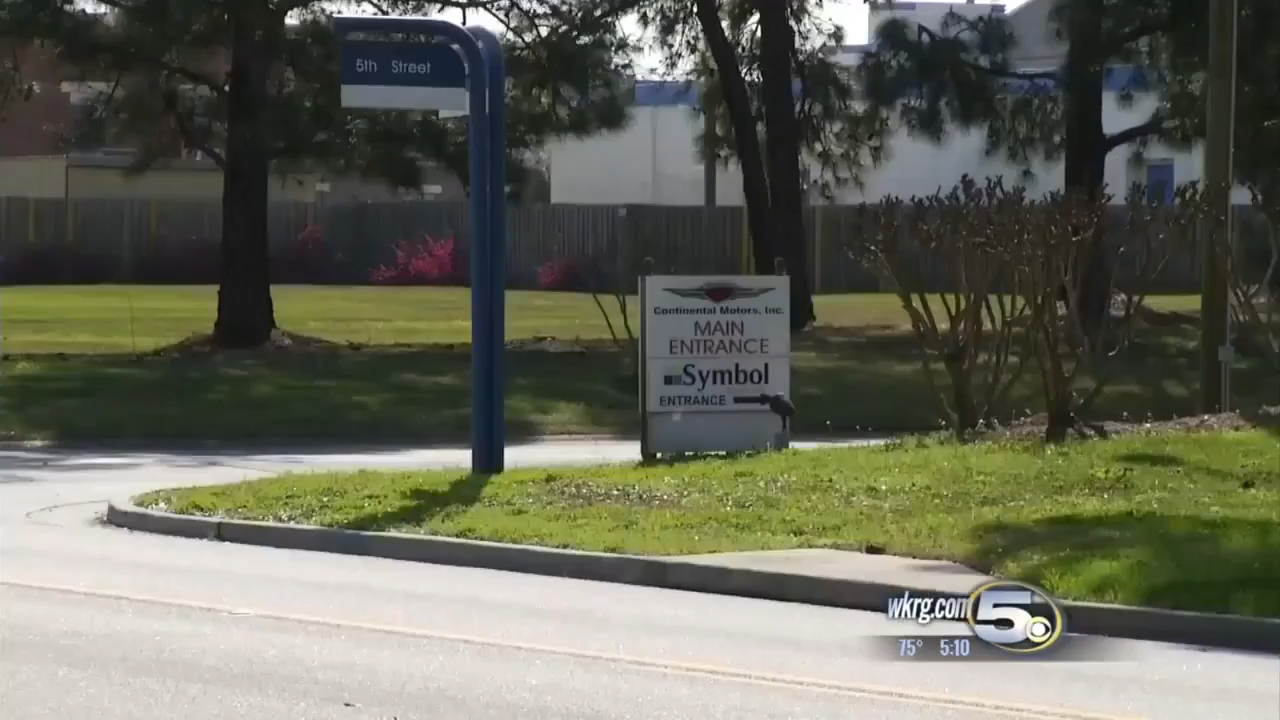 5th Street
Continental Motors, Inc.
MAIN
ENTRANCE
Symbol
ENTRANCE
wkrg.com 5
75° 5:10